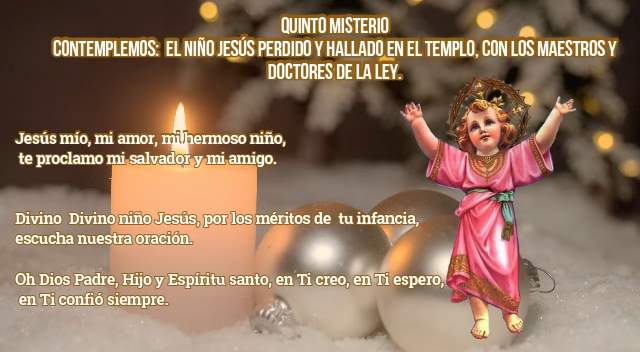 QUINTO MISTERIO
CONTEMPLEMOS: EL NIÑO JESÚS PERDIDO Y HALLADO EN EL TEMPLO, CON LOS MAESTROS Y
DOCTORES DE LA LEY.
Jesús mío, mi amor, mi hermoso niño,
te proclamo mi salvador y mi amigo.
Divino Divino niño Jesús, por los méritos de tu infancia,
escucha nuestra oración.
Oh Dios Padre, Hijo y Espíritu santo, en Ti creo, en Ti espero,
en Ti confió siempre.